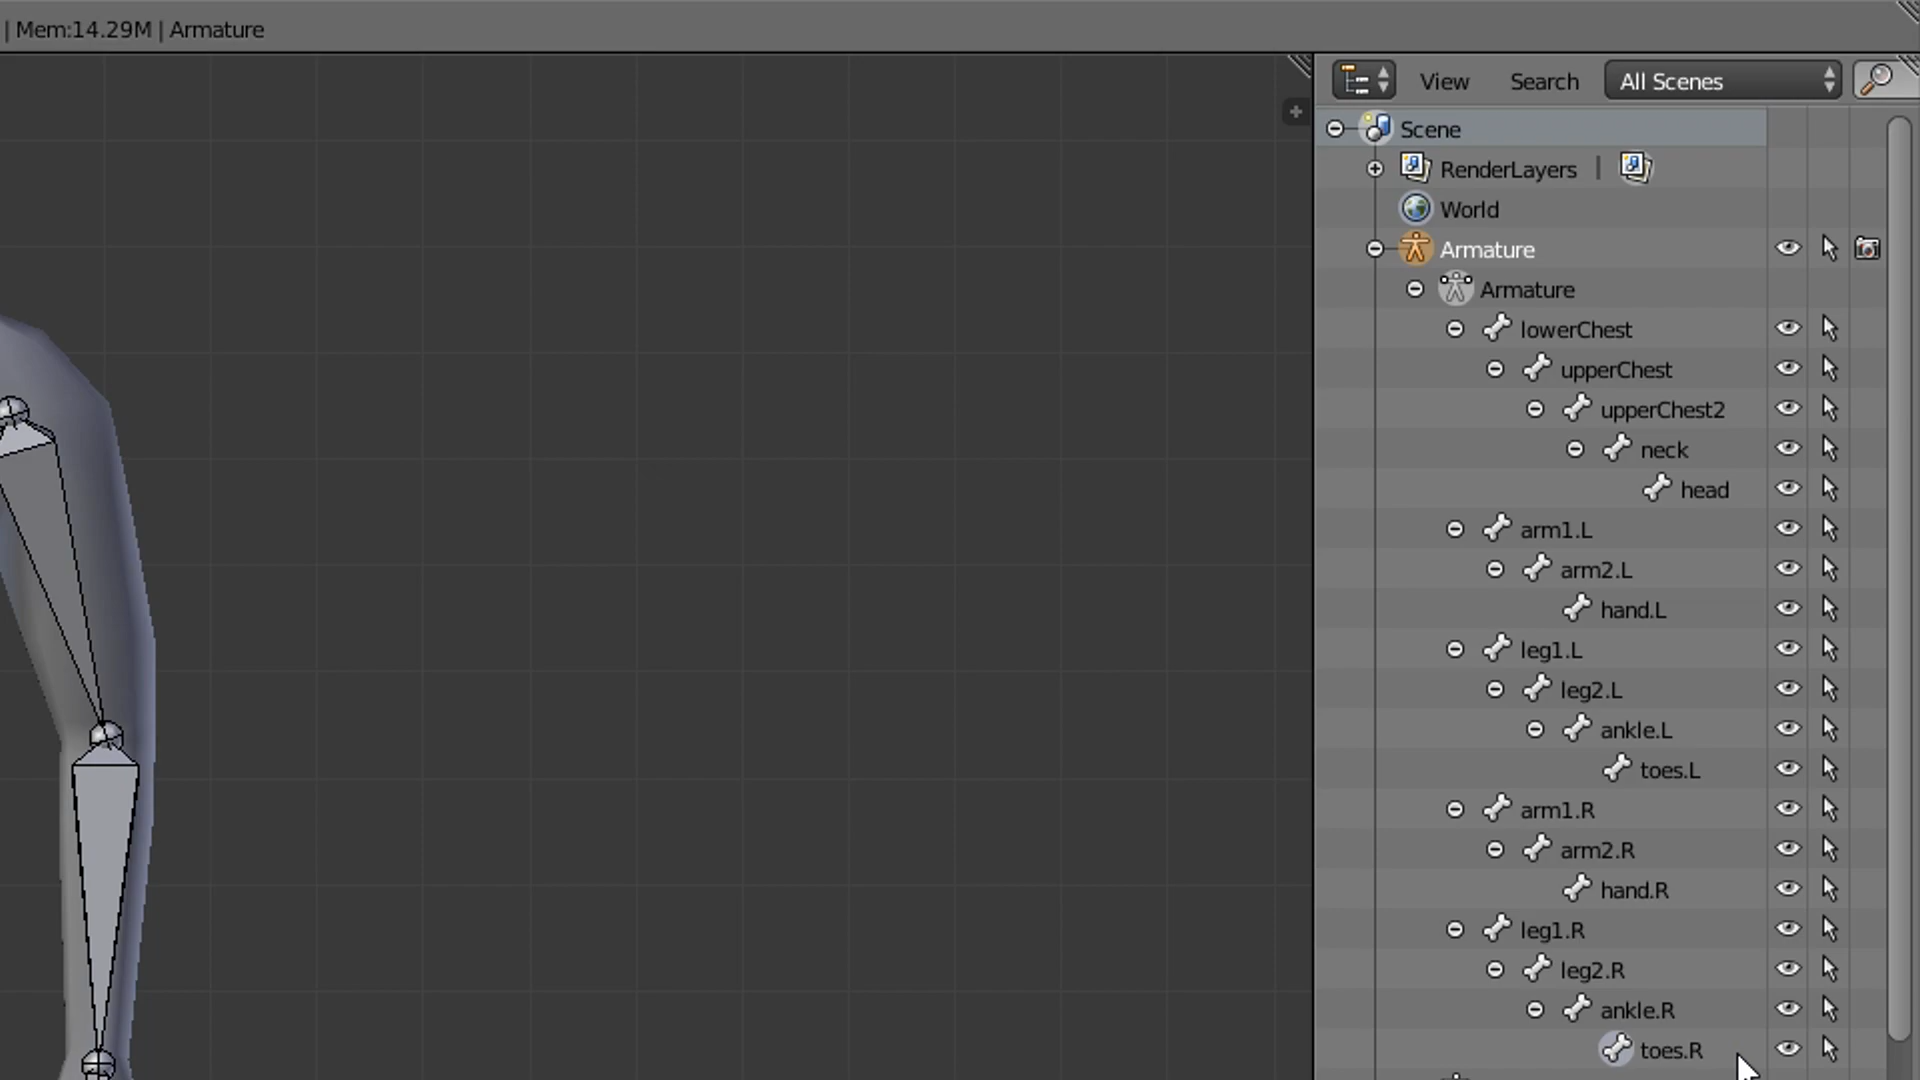 | Mem:14.29M | Armature
View Search All Scenes
Scene
RenderLayers |
World
Armature
Armature
lowerChest
upperChest
upperChest2
neck
head
arm1.L
arm2.L
hand.L
leg1.L
leg2.L
ankle.L
toes.L
arm1.R
arm2.R
hand.R
leg1.R
leg2.R
ankle.R
toes.R